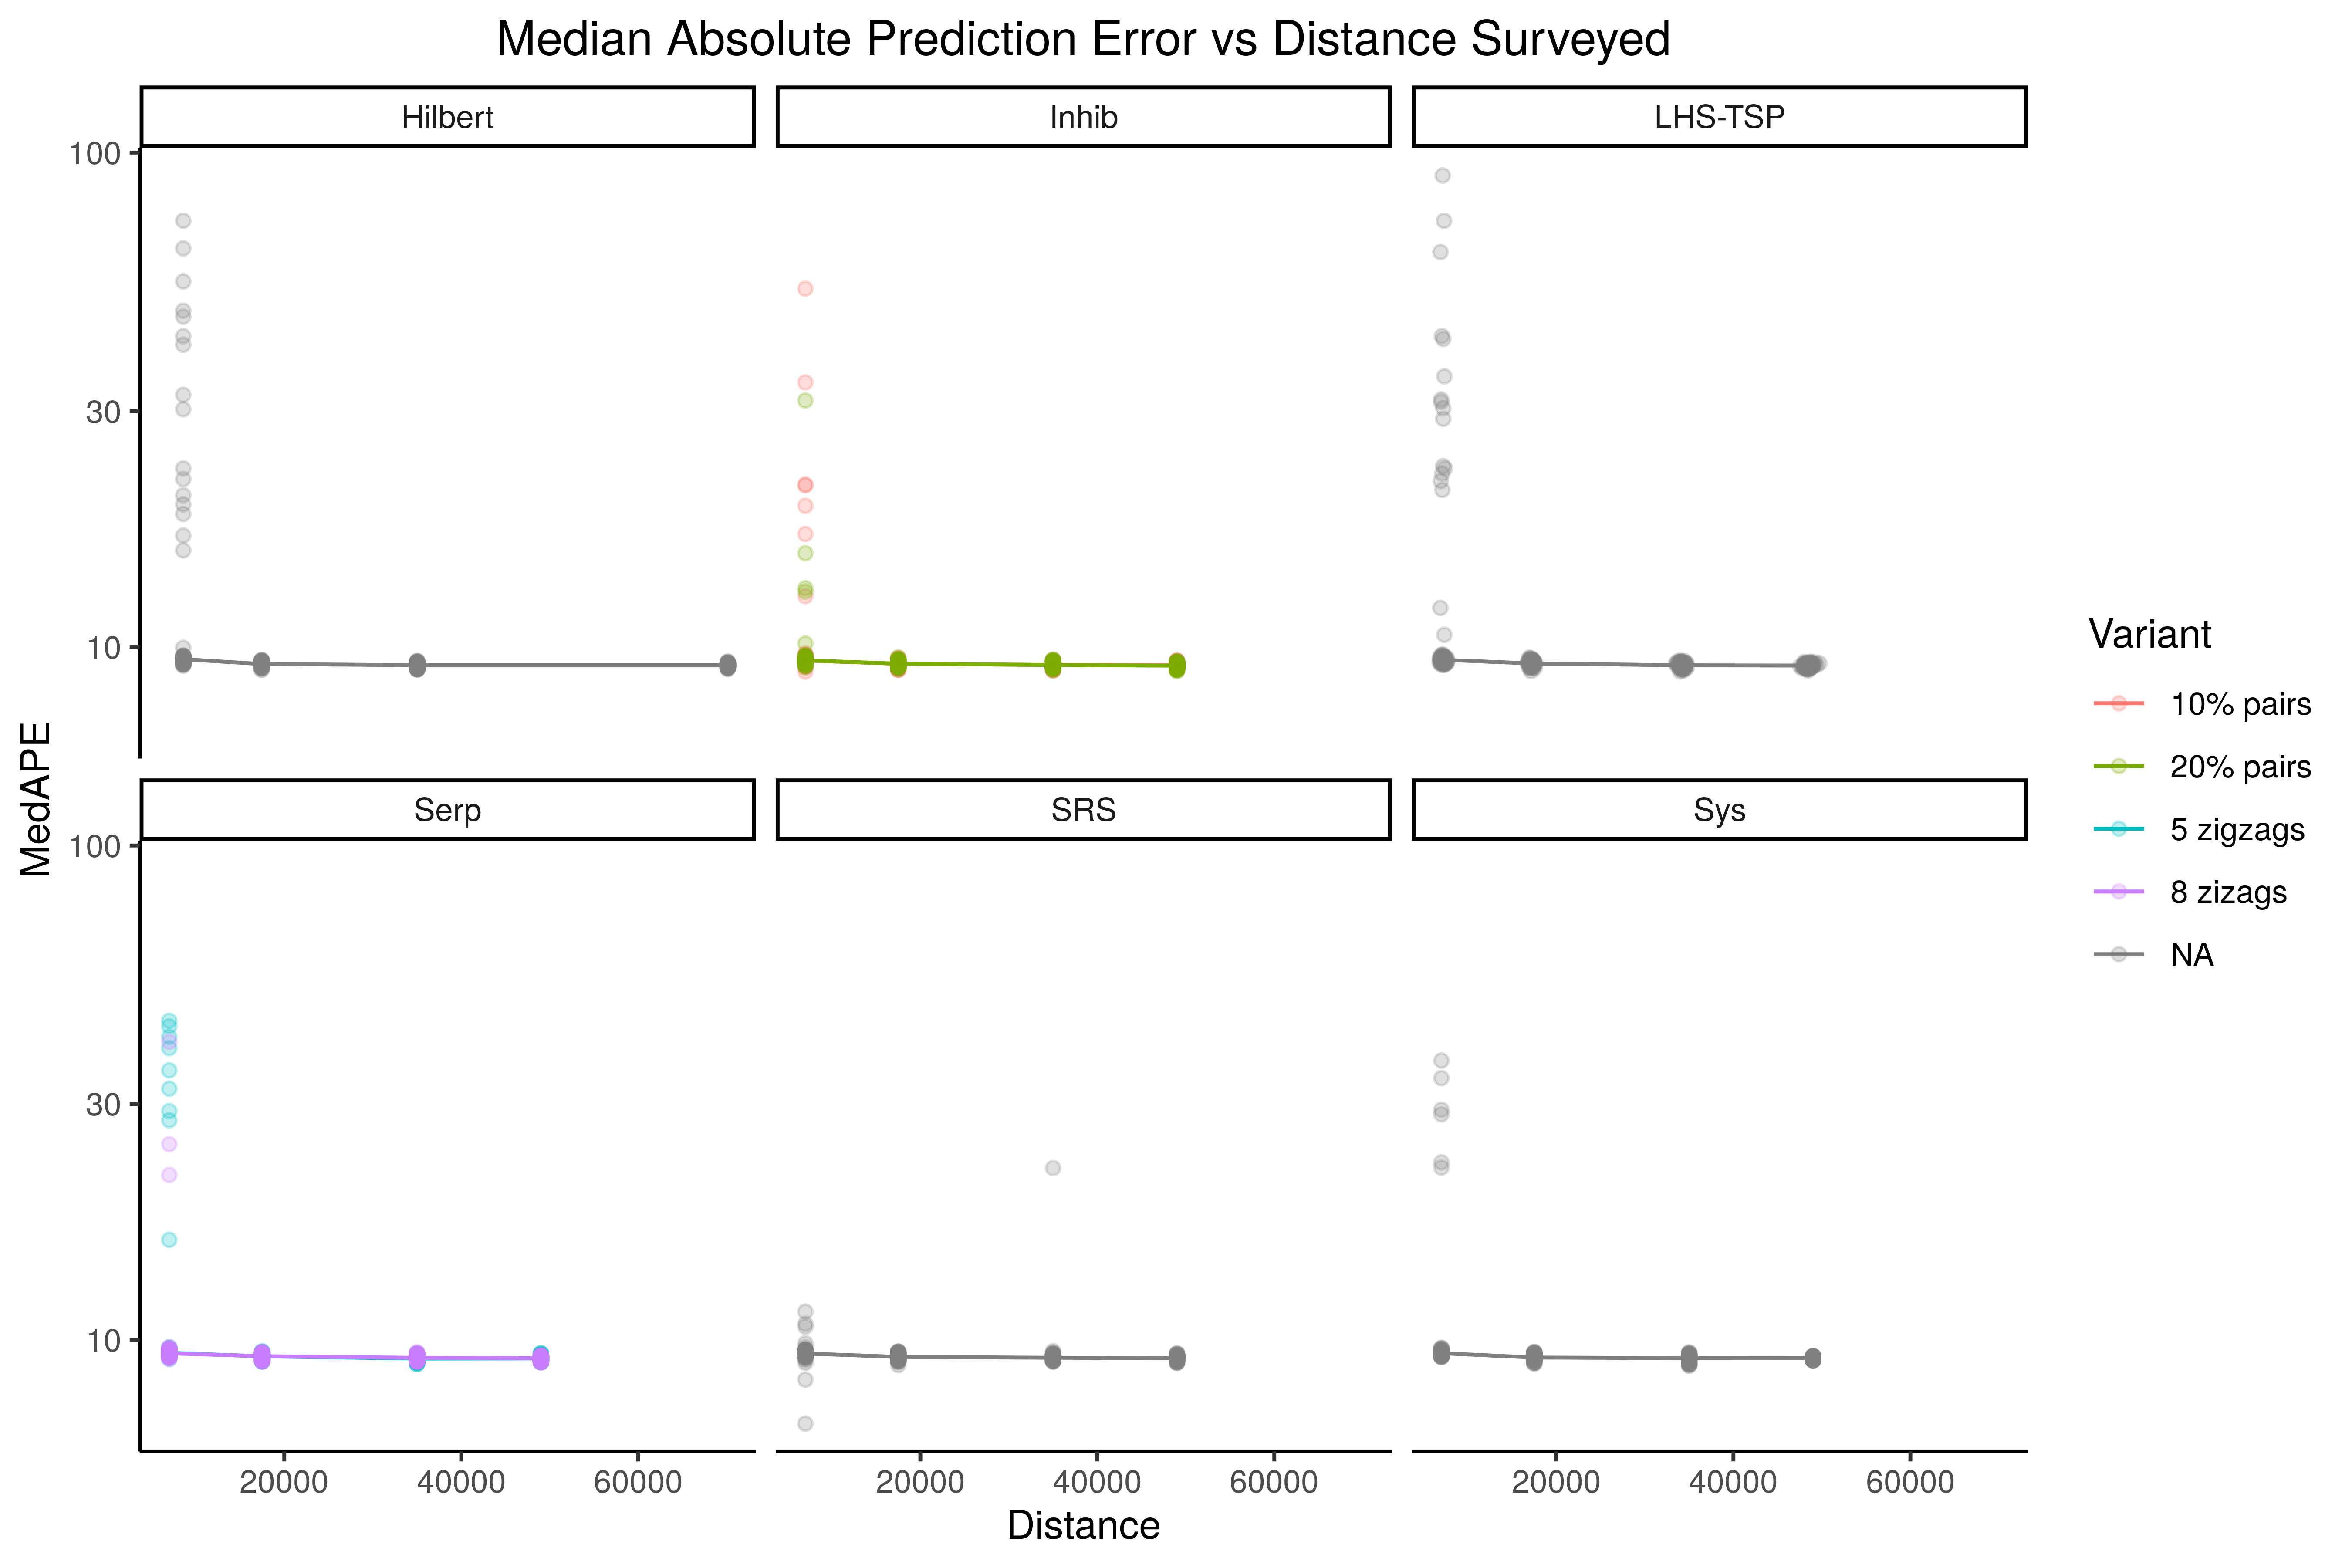 Median Absolute Prediction Error vs Distance Surveyed
Hilbert
Inhib
LHS-TSP
100
30
10
Serp
SRS
Sys
100
30
10
20000
40000
60000
20000
40000
60000
20000
40000
60000
Distance
MedAPE
Variant
10% pairs
20% pairs
5 zigzags
8 zizags
NA